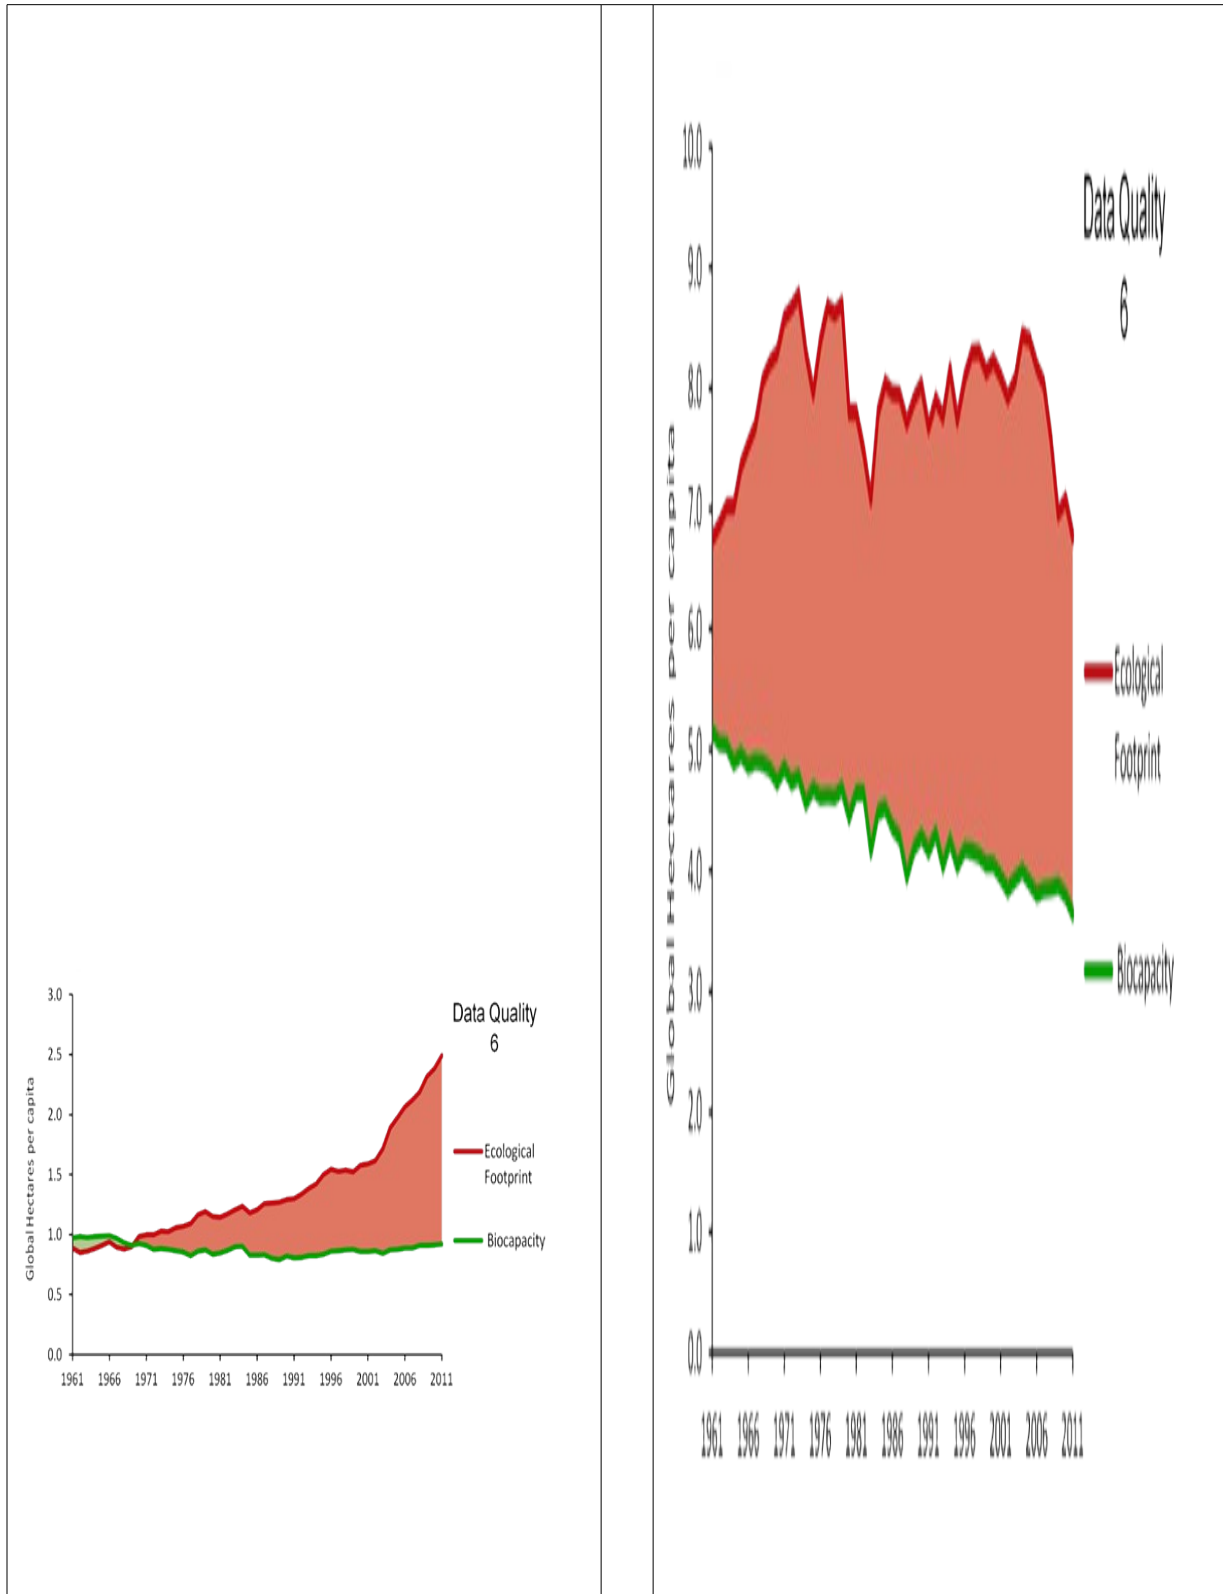 3.0
2.5
2.0
1.5
1.0
0.5
0.0
Global Hectares per capita
1961 1966 1971 1976 1981 1986 1991 1996 2001 2006 2011
Data Quality
6
Ecological
Footprint
Biocapacity
10.0
9.0
8.0
7.0
6.0
5.0
4.0
3.0
2.0
1.0
0.0
Global Hectares per capita
1961 1966 1971 1976 1981 1986 1991 1996 2001 2006 2011
Data Quality
6
Ecological
Footprint
Biocapacity